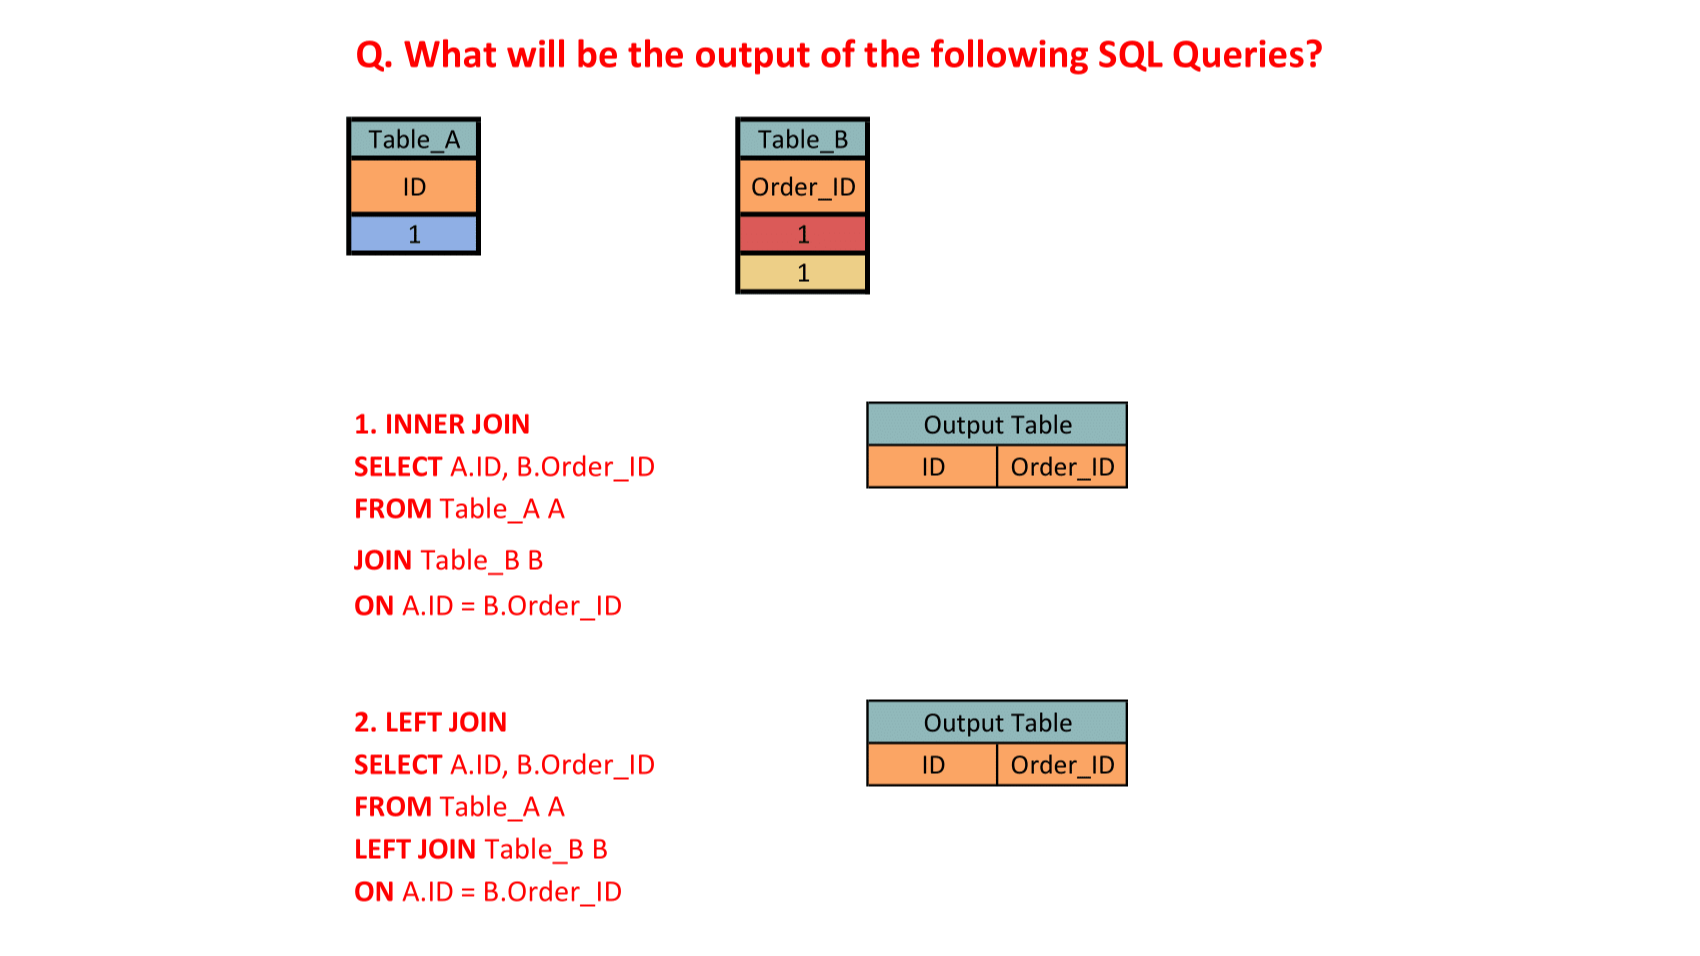 Q. What will be the output of the following SQL Queries?
Table_A
ID
1
Table_B
Order_ID
1
1
1. INNER JOIN
SELECT A.ID, B.Order_ID
FROM Table_A A
JOIN Table_B B
ON A.ID = B.Order_ID
Output Table
ID Order_ID
2. LEFT JOIN
SELECT A.ID, B.Order_ID
FROM Table_A A
LEFT JOIN Table_B B
ON A.ID = B.Order_ID
Output Table
ID Order_ID